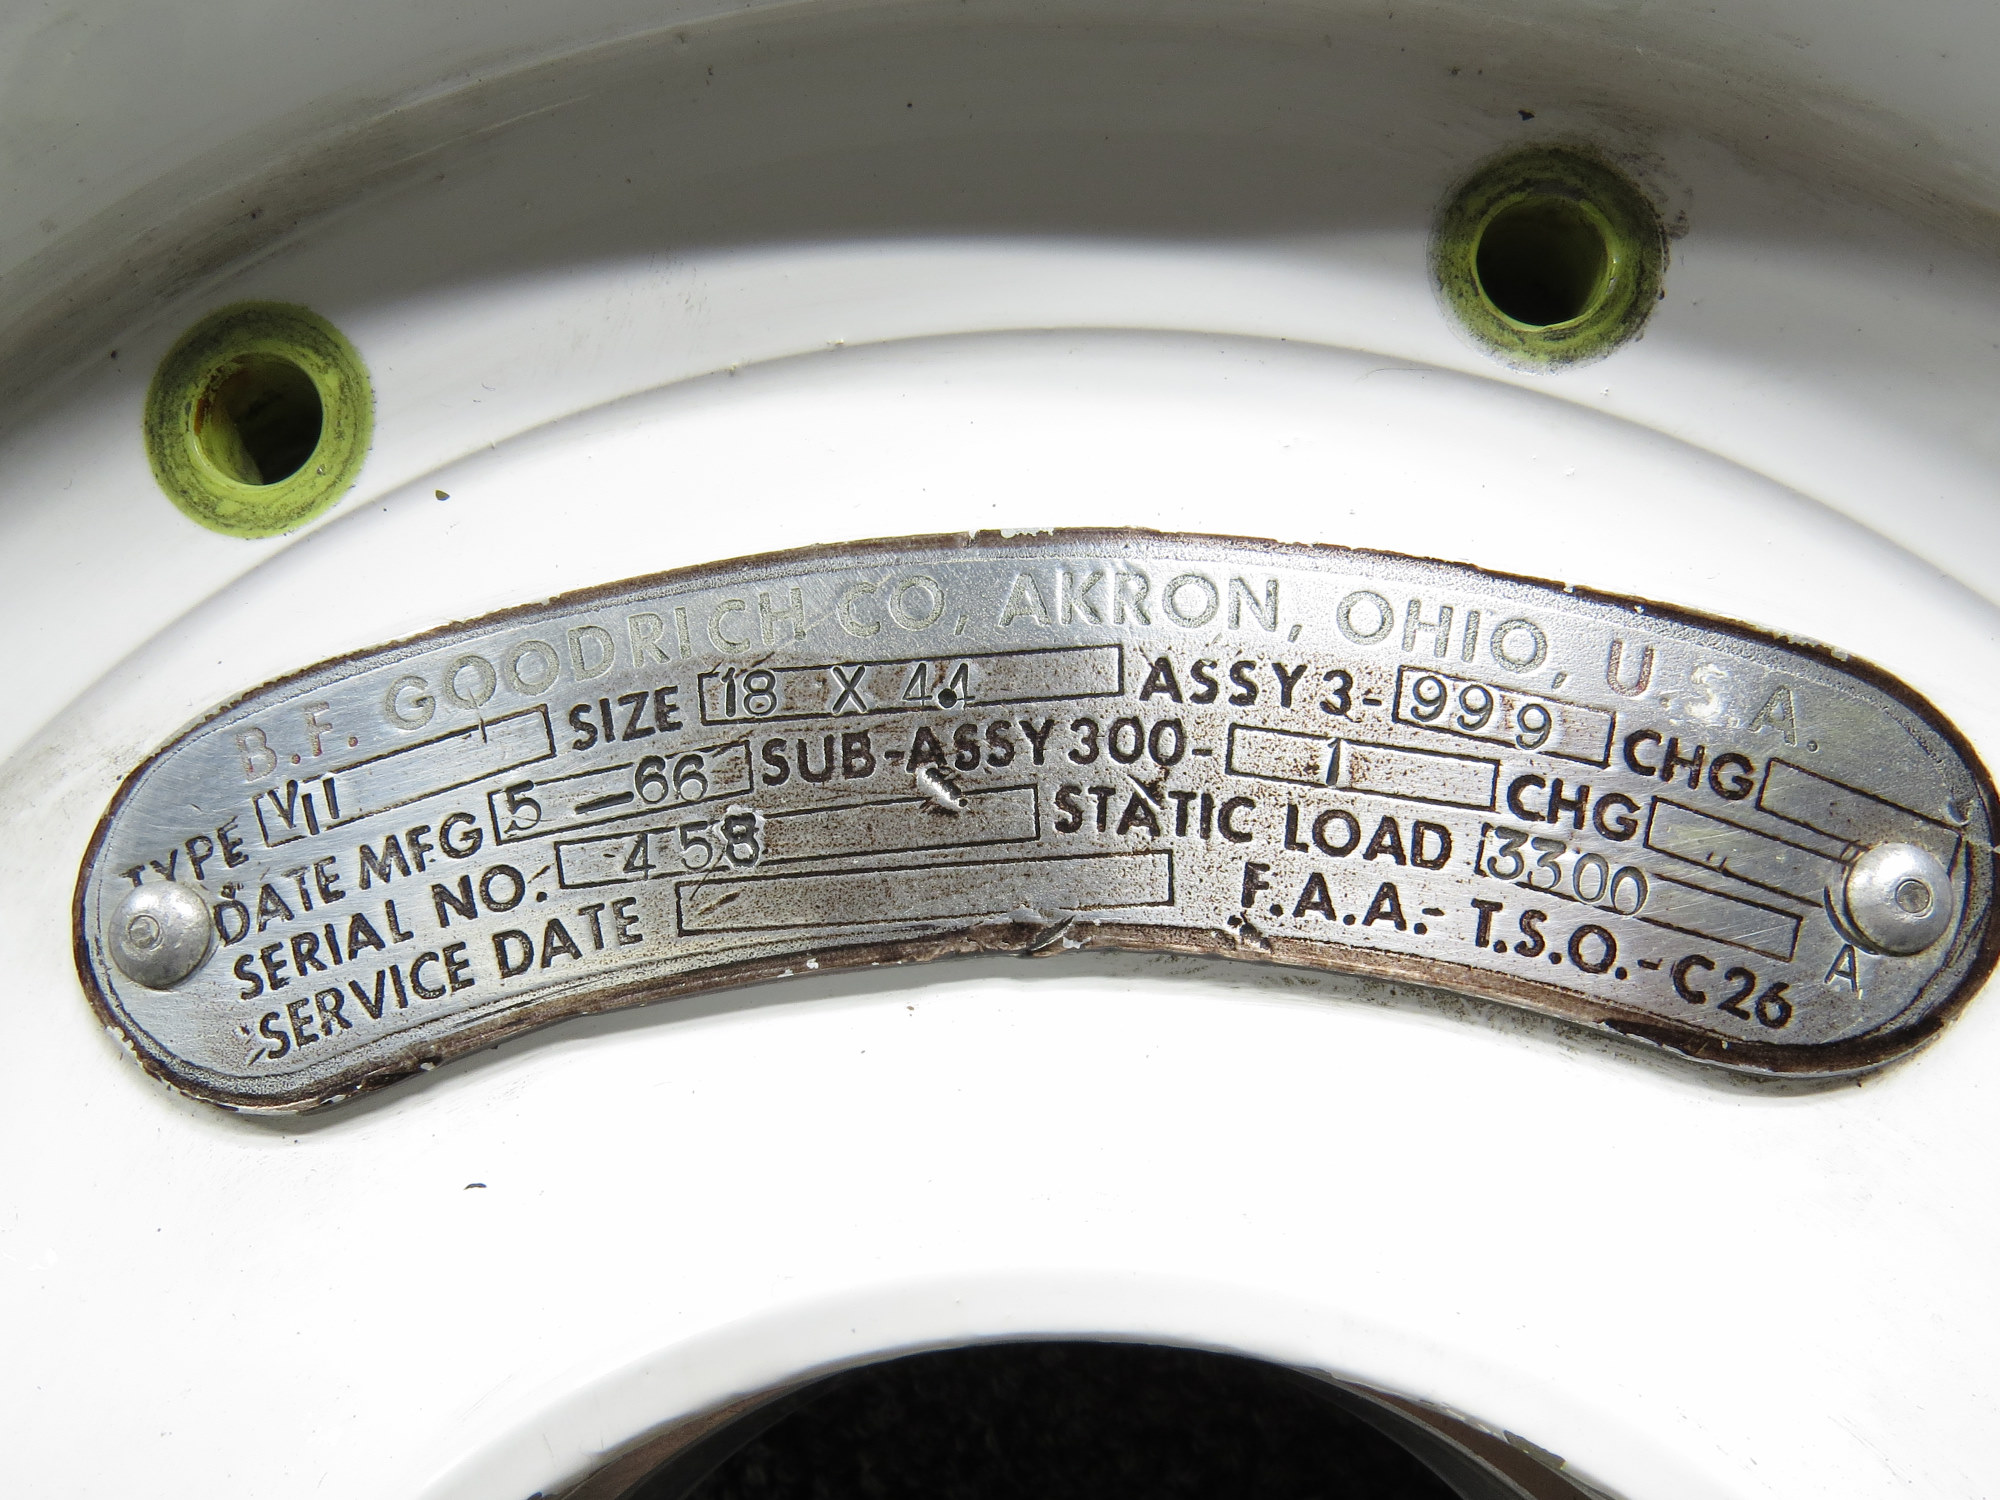 B.F. GOODRICH CO, AKRON, OHIO, U.S.A.
TYPE VII SIZE 18 X 4.4 ASSY 3-999 CHG
DATE MFG 5 -66 SUB-ASSY 300- 1 CHG
SERIAL NO. 458 STATIC LOAD 3300
SERVICE DATE F.A.A.- T.S.O.-C26 A